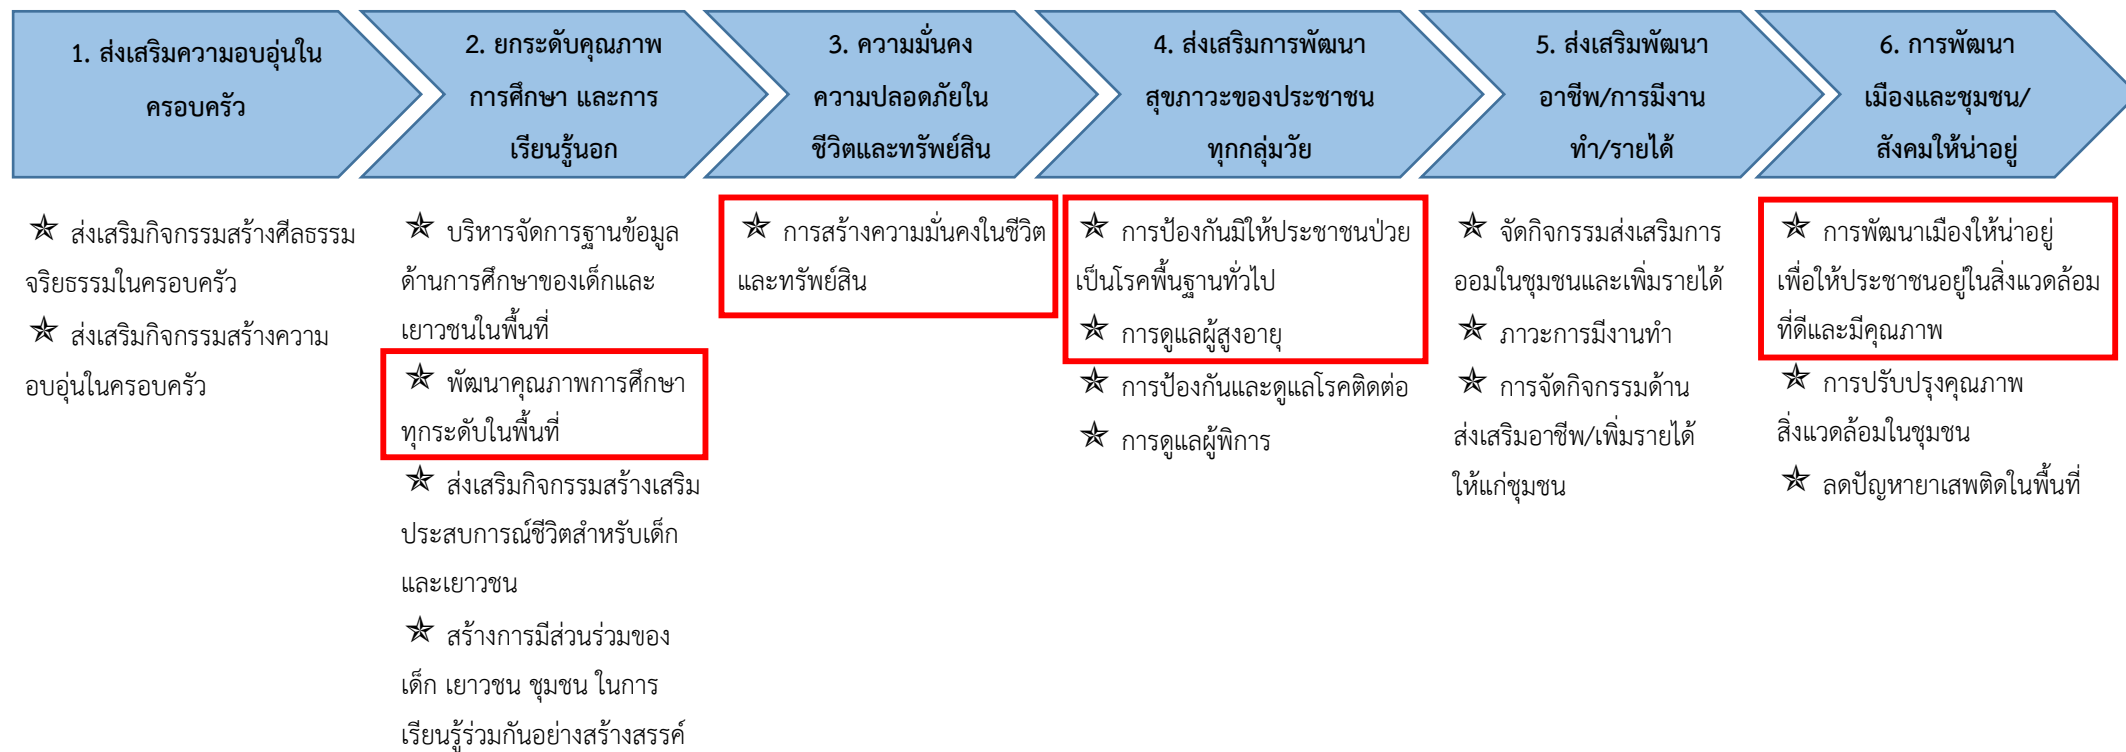 1. ส่งเสริมความอบอุ่นใน
ครอบครัว
2. ยกระดับคุณภาพ
การศึกษา และการ
เรียนรู้นอก
3. ความมั่นคง
ความปลอดภัยใน
ชีวิตและทรัพย์สิน
4. ส่งเสริมการพัฒนา
สุขภาวะของประชาชน
ทุกกลุ่มวัย
5. ส่งเสริมพัฒนา
อาชีพ/การมีงาน
ทำ/รายได้
6. การพัฒนา
เมืองและชุมชน/
สังคมให้น่าอยู่
✯ ส่งเสริมกิจกรรมสร้างศีลธรรม
จริยธรรมในครอบครัว
✯ ส่งเสริมกิจกรรมสร้างความ
อบอุ่นในครอบครัว
✯ บริหารจัดการฐานข้อมูล
ด้านการศึกษาของเด็กและ
เยาวชนในพื้นที่
✯ พัฒนาคุณภาพการศึกษา
ทุกระดับในพื้นที่
✯ ส่งเสริมกิจกรรมสร้างเสริม
ประสบการณ์ชีวิตสำหรับเด็ก
และเยาวชน
✯ สร้างการมีส่วนร่วมของ
เด็ก เยาวชน ชุมชน ในการ
เรียนรู้ร่วมกันอย่างสร้างสรรค์
✯ การสร้างความมั่นคงในชีวิต
และทรัพย์สิน
✯ การป้องกันมิให้ประชาชนป่วย
เป็นโรคพื้นฐานทั่วไป
✯ การดูแลผู้สูงอายุ
✯ การป้องกันและดูแลโรคติดต่อ
✯ การดูแลผู้พิการ
✯ จัดกิจกรรมส่งเสริมการ
ออมในชุมชนและเพิ่มรายได้
✯ ภาวะการมีงานทำ
✯ การจัดกิจกรรมด้าน
ส่งเสริมอาชีพ/เพิ่มรายได้
ให้แก่ชุมชน
✯ การพัฒนาเมืองให้น่าอยู่
เพื่อให้ประชาชนอยู่ในสิ่งแวดล้อม
ที่ดีและมีคุณภาพ
✯ การปรับปรุงคุณภาพ
สิ่งแวดล้อมในชุมชน
✯ ลดปัญหายาเสพติดในพื้นที่